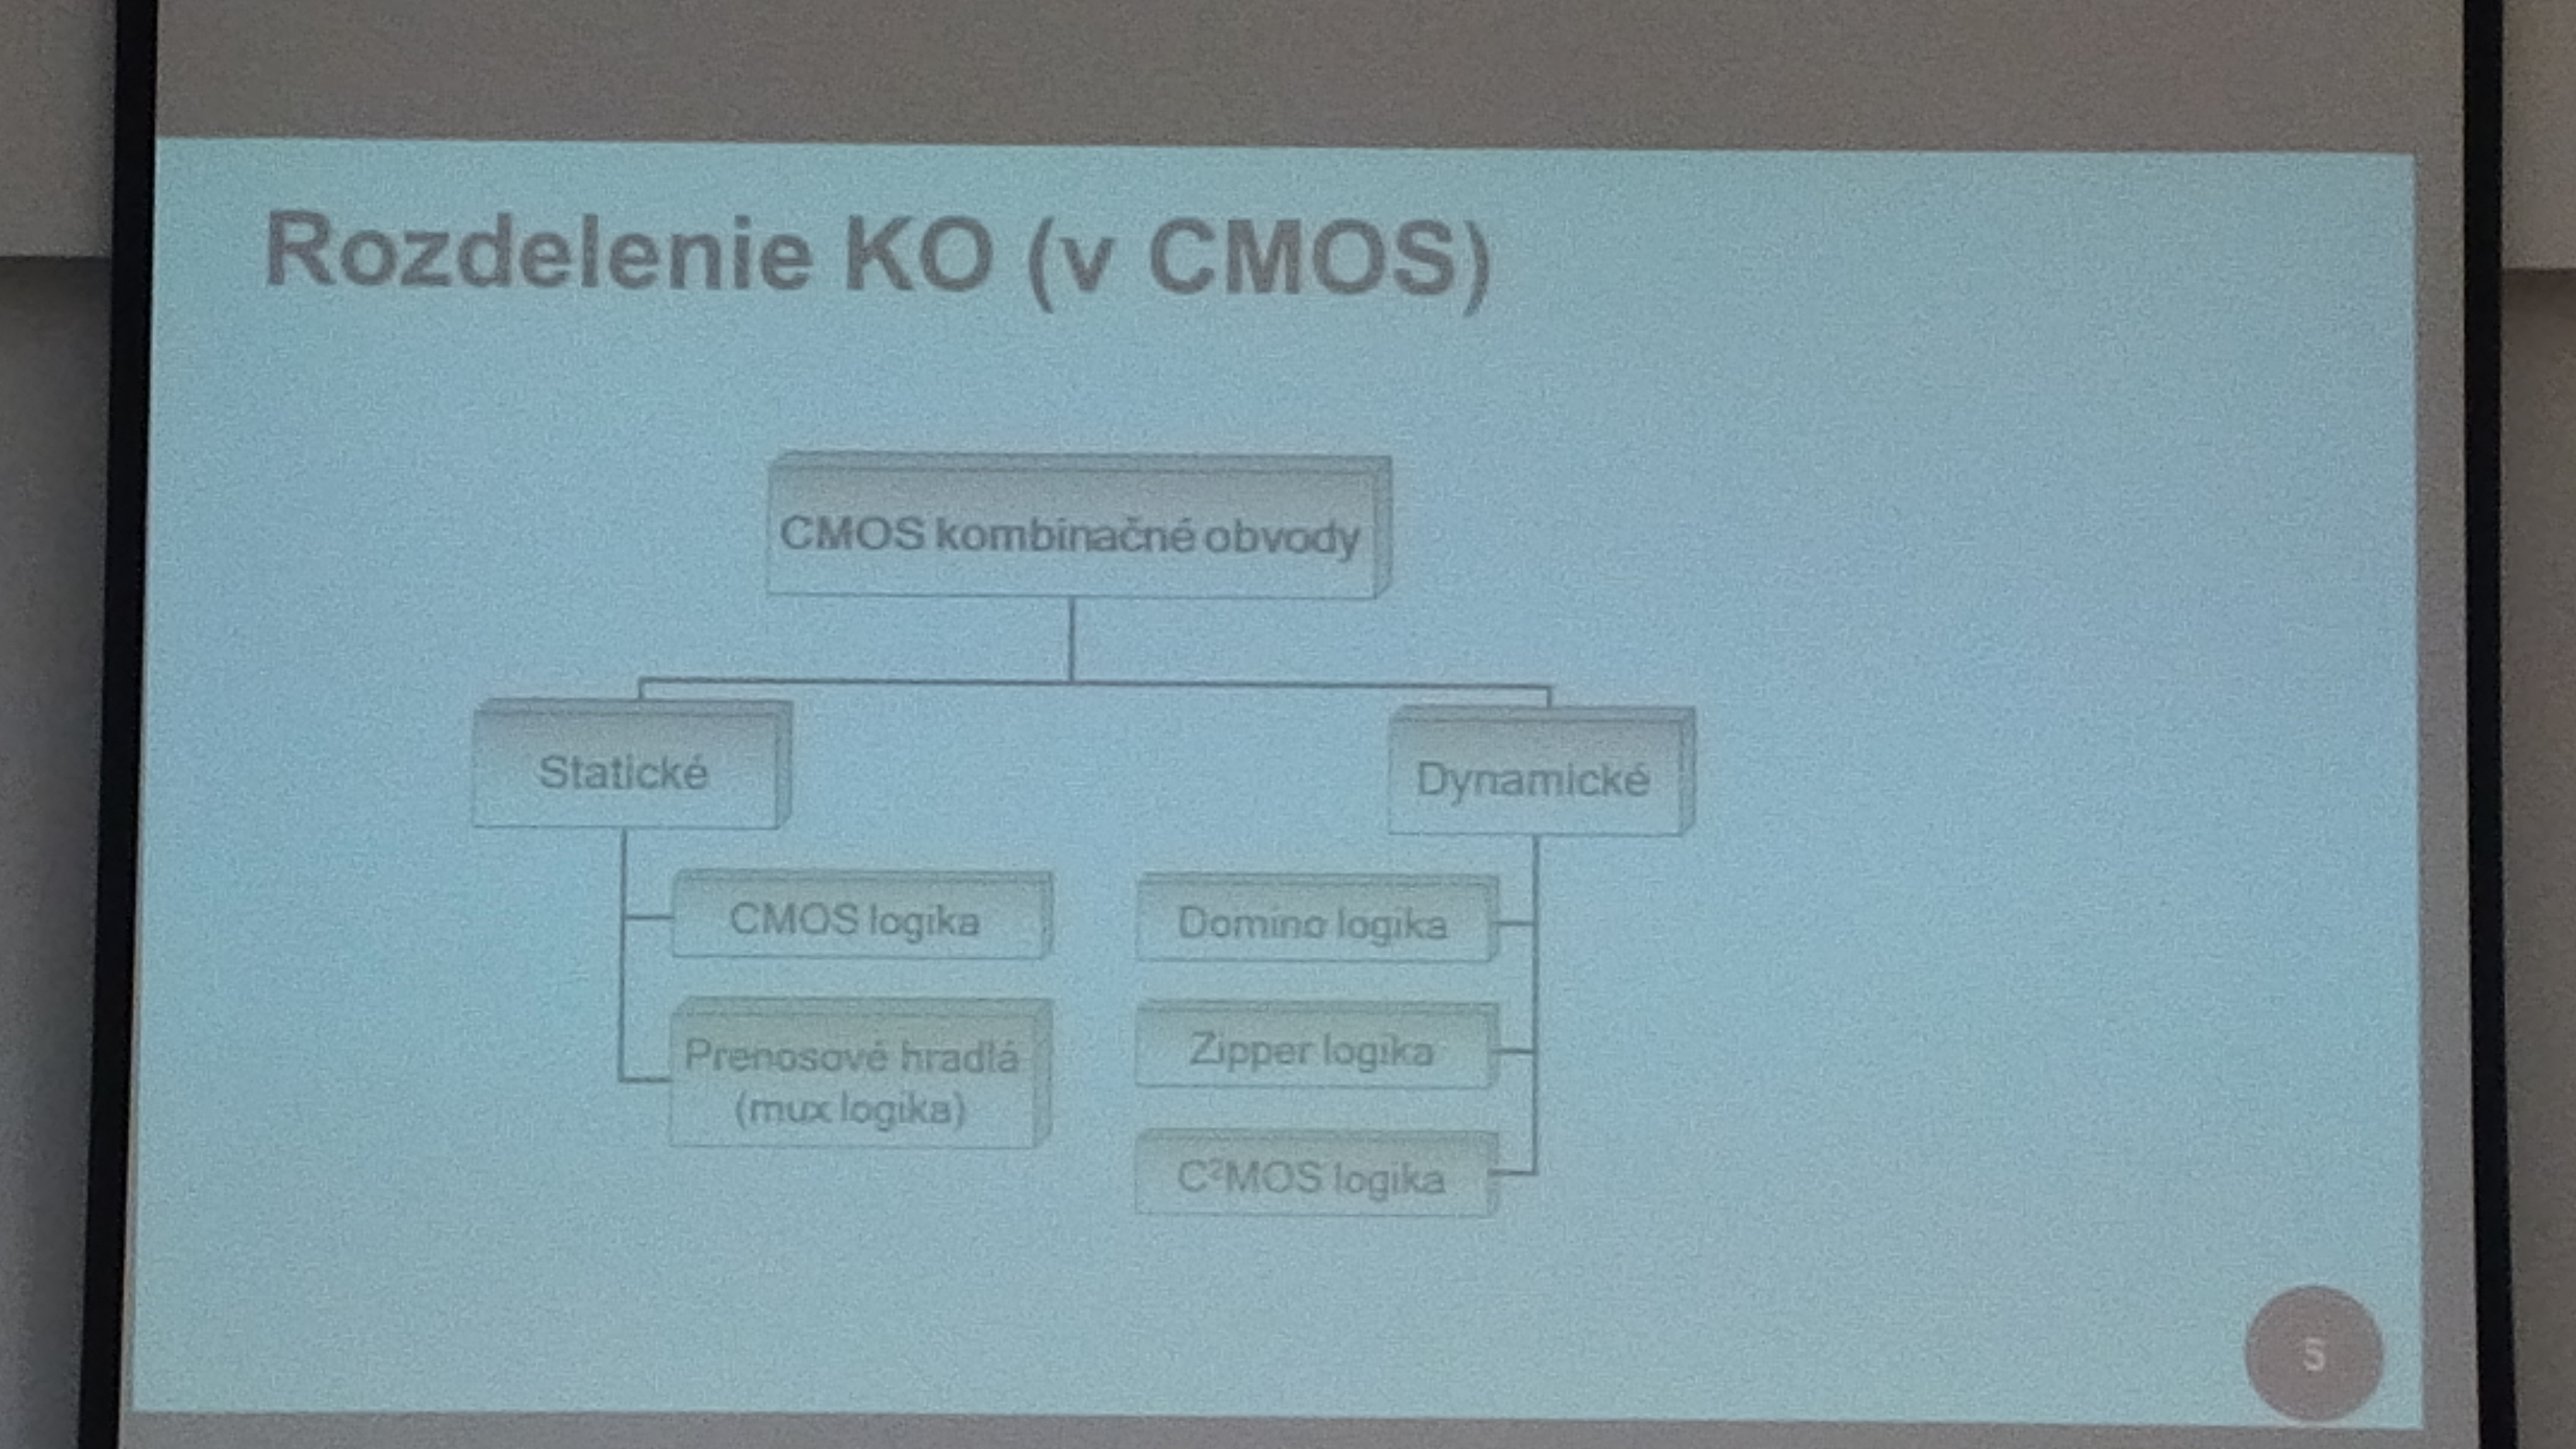 Rozdelenie KO (v CMOS)
CMOS kombinačné obvody
Statické
Dynamické
CMOS logika
Domino logika
Prenosové hradlá
(mux logika)
Zipper logika
C²MOS logika
5